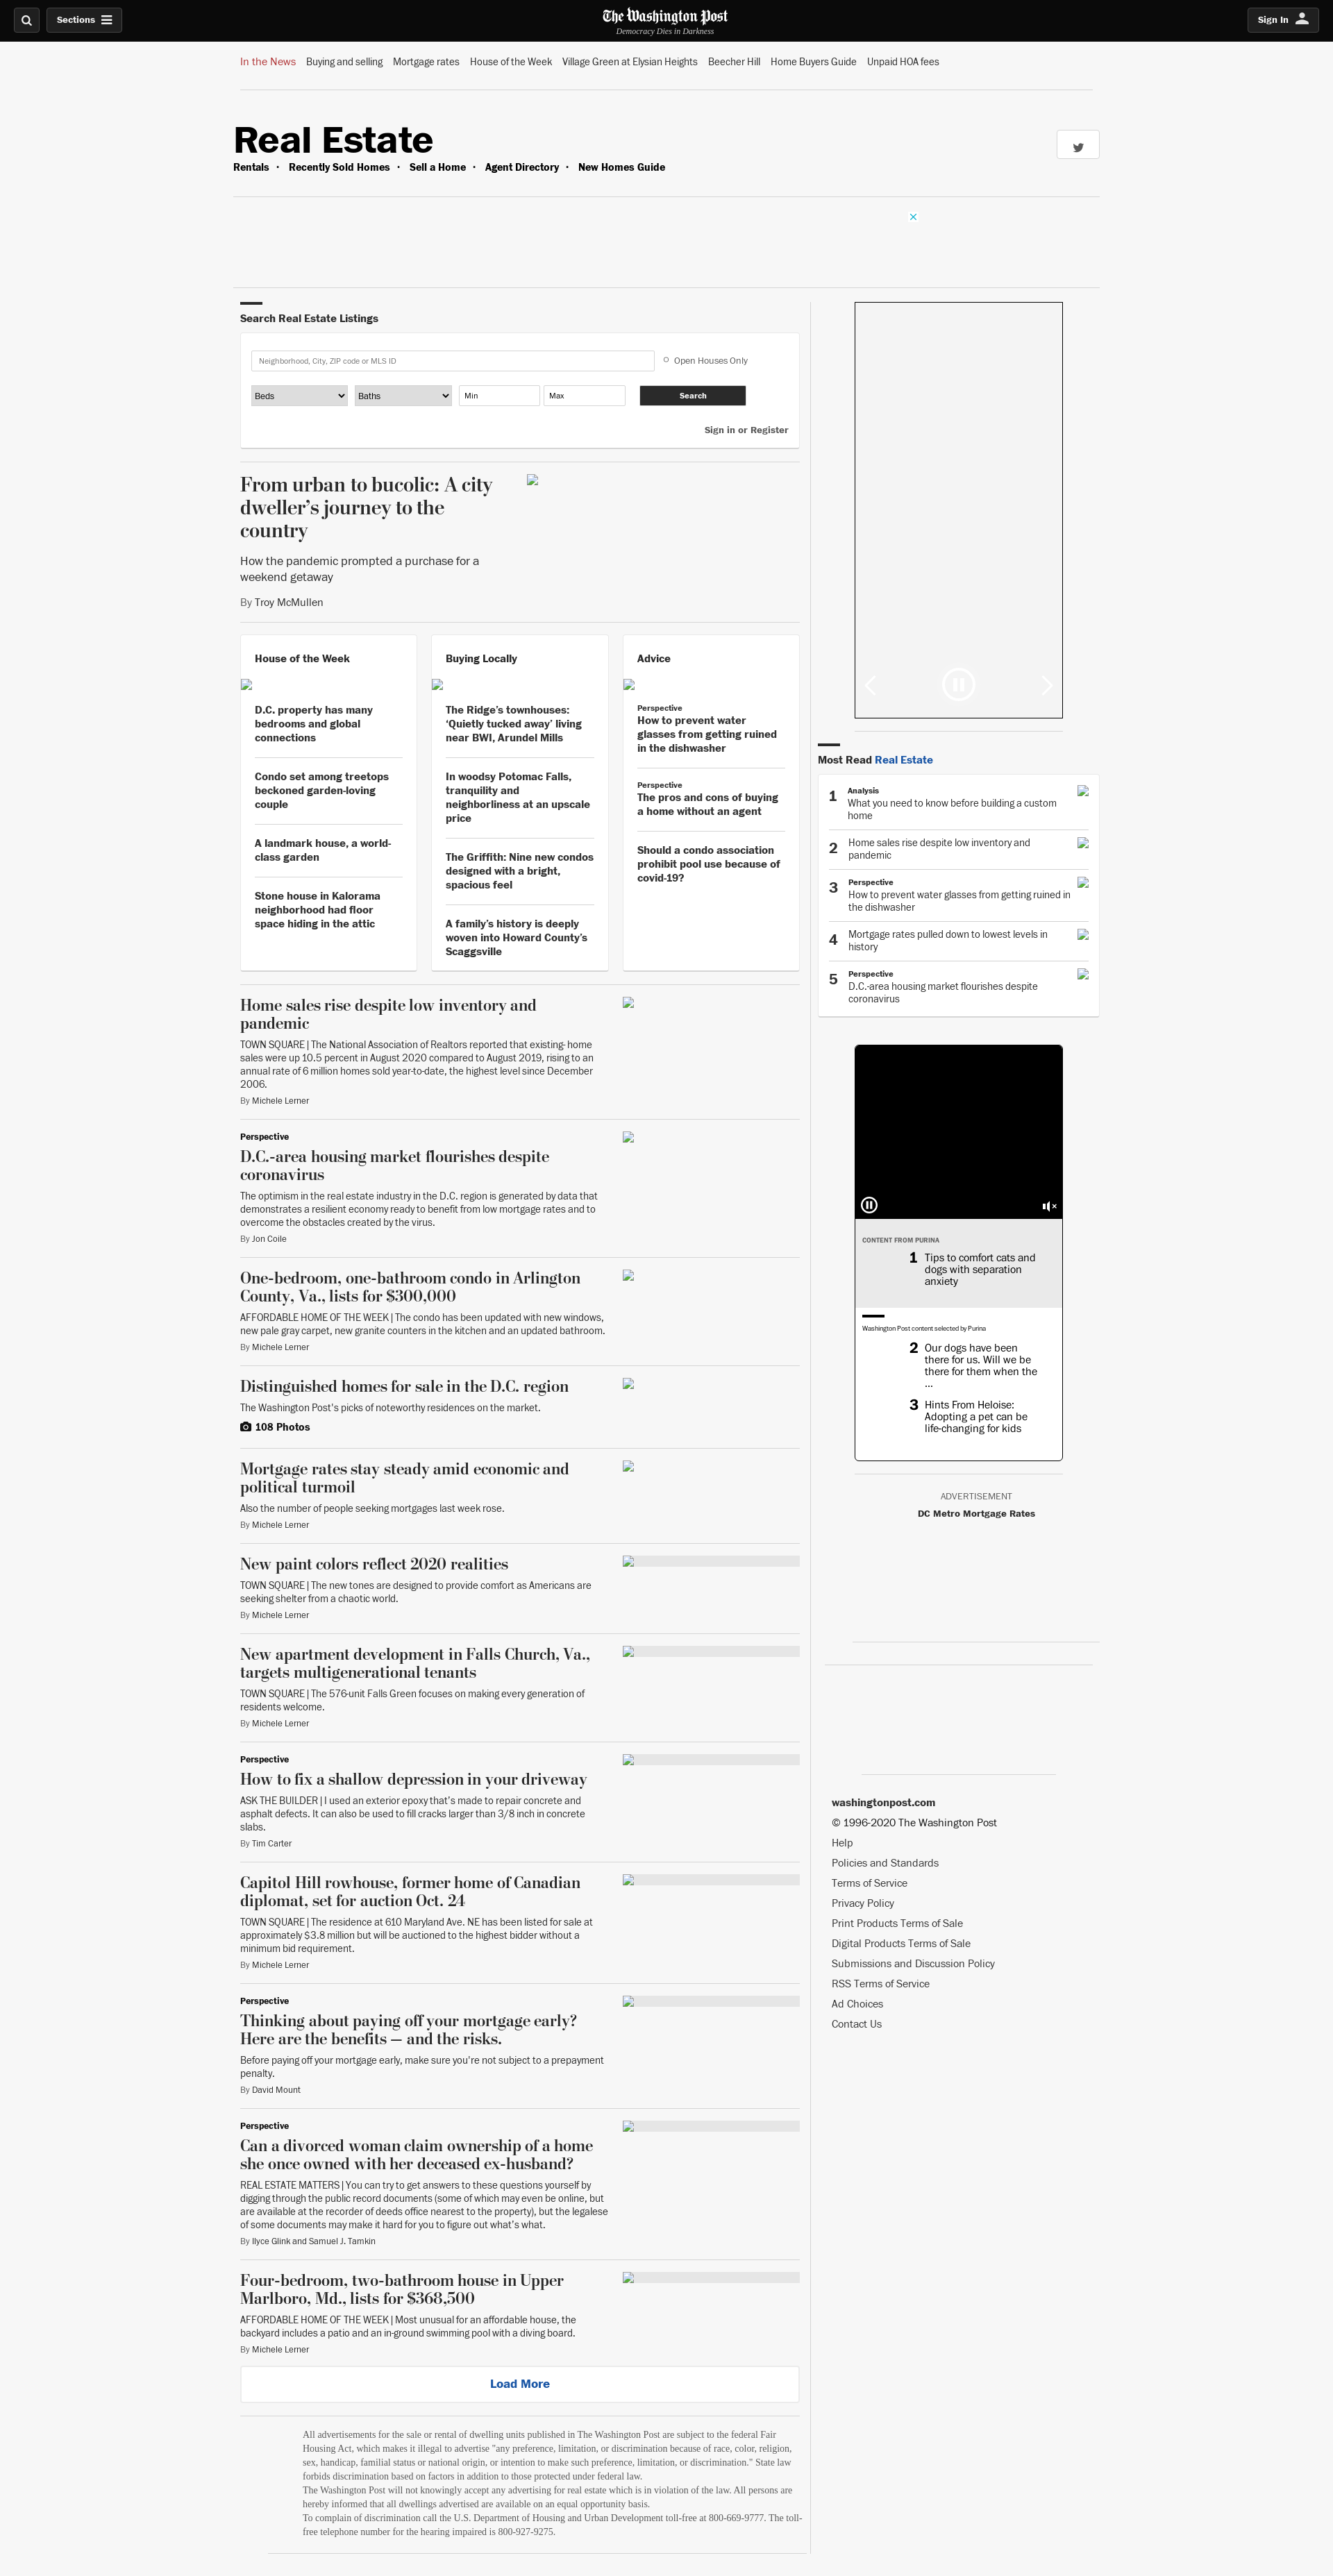 Sections
The Washington Post
Democracy Dies in Darkness
Sign In
In the News
Buying and selling
Mortgage rates
House of the Week
Village Green at Elysian Heights
Beecher Hill
Home Buyers Guide
Unpaid HOA fees
Real Estate
Rentals • Recently Sold Homes • Sell a Home • Agent Directory • New Homes Guide
Search Real Estate Listings
Neighborhood, City, ZIP code or MLS ID
Open Houses Only
Beds
Baths
Min
Max
Search
Sign in or Register
From urban to bucolic: A city
dweller’s journey to the
country
How the pandemic prompted a purchase for a
weekend getaway
By Troy McMullen
House of the Week
D.C. property has many
bedrooms and global
connections
Condo set among treetops
beckoned garden-loving
couple
A landmark house, a world-
class garden
Stone house in Kalorama
neighborhood had floor
space hiding in the attic
Buying Locally
The Ridge’s townhouses:
‘Quietly tucked away’ living
near BWI, Arundel Mills
In woodsy Potomac Falls,
tranquility and
neighborliness at an upscale
price
The Griffith: Nine new condos
designed with a bright,
spacious feel
A family’s history is deeply
woven into Howard County’s
Scaggsville
Advice
Perspective
How to prevent water
glasses from getting ruined
in the dishwasher
Perspective
The pros and cons of buying
a home without an agent
Should a condo association
prohibit pool use because of
covid-19?
Home sales rise despite low inventory and
pandemic
TOWN SQUARE | The National Association of Realtors reported that existing- home
sales were up 10.5 percent in August 2020 compared to August 2019, rising to an
annual rate of 6 million homes sold year-to-date, the highest level since December
2006.
By Michele Lerner
Perspective
D.C.-area housing market flourishes despite
coronavirus
The optimism in the real estate industry in the D.C. region is generated by data that
demonstrates a resilient economy ready to benefit from low mortgage rates and to
overcome the obstacles created by the virus.
By Jon Coile
One-bedroom, one-bathroom condo in Arlington
County, Va., lists for $300,000
AFFORDABLE HOME OF THE WEEK | The condo has been updated with new windows,
new pale gray carpet, new granite counters in the kitchen and an updated bathroom.
By Michele Lerner
Distinguished homes for sale in the D.C. region
The Washington Post's picks of noteworthy residences on the market.
108 Photos
Mortgage rates stay steady amid economic and
political turmoil
Also the number of people seeking mortgages last week rose.
By Michele Lerner
New paint colors reflect 2020 realities
TOWN SQUARE | The new tones are designed to provide comfort as Americans are
seeking shelter from a chaotic world.
By Michele Lerner
New apartment development in Falls Church, Va.,
targets multigenerational tenants
TOWN SQUARE | The 576-unit Falls Green focuses on making every generation of
residents welcome.
By Michele Lerner
Perspective
How to fix a shallow depression in your driveway
ASK THE BUILDER | I used an exterior epoxy that's made to repair concrete and
asphalt defects. It can also be used to fill cracks larger than 3/8 inch in concrete
slabs.
By Tim Carter
Capitol Hill rowhouse, former home of Canadian
diplomat, set for auction Oct. 24
TOWN SQUARE | The residence at 610 Maryland Ave. NE has been listed for sale at
approximately $3.8 million but will be auctioned to the highest bidder without a
minimum bid requirement.
By Michele Lerner
Perspective
Thinking about paying off your mortgage early?
Here are the benefits — and the risks.
Before paying off your mortgage early, make sure you're not subject to a prepayment
penalty.
By David Mount
Perspective
Can a divorced woman claim ownership of a home
she once owned with her deceased ex-husband?
REAL ESTATE MATTERS | You can try to get answers to these questions yourself by
digging through the public record documents (some of which may even be online, but
are available at the recorder of deeds office nearest to the property), but the legalese
of some documents may make it hard for you to figure out what's what.
By Ilyce Glink and Samuel J. Tamkin
Four-bedroom, two-bathroom house in Upper
Marlboro, Md., lists for $368,500
AFFORDABLE HOME OF THE WEEK | Most unusual for an affordable house, the
backyard includes a patio and an in-ground swimming pool with a diving board.
By Michele Lerner
Load More
All advertisements for the sale or rental of dwelling units published in The Washington Post are subject to the federal Fair
Housing Act, which makes it illegal to advertise "any preference, limitation, or discrimination because of race, color, religion,
sex, handicap, familial status or national origin, or intention to make such preference, limitation, or discrimination." State law
forbids discrimination based on factors in addition to those protected under federal law.
The Washington Post will not knowingly accept any advertising for real estate which is in violation of the law. All persons are
hereby informed that all dwellings advertised are available on an equal opportunity basis.
To complain of discrimination call the U.S. Department of Housing and Urban Development toll-free at 800-669-9777. The toll-
free telephone number for the hearing impaired is 800-927-9275.
Most Read Real Estate
1 Analysis
What you need to know before building a custom
home
2 Home sales rise despite low inventory and
pandemic
3 Perspective
How to prevent water glasses from getting ruined in
the dishwasher
4 Mortgage rates pulled down to lowest levels in
history
5 Perspective
D.C.-area housing market flourishes despite
coronavirus
CONTENT FROM PURINA
1 Tips to comfort cats and
dogs with separation
anxiety
Washington Post content selected by Purina
2 Our dogs have been
there for us. Will we be
there for them when the
...
3 Hints From Heloise:
Adopting a pet can be
life-changing for kids
ADVERTISEMENT
DC Metro Mortgage Rates
washingtonpost.com
© 1996-2020 The Washington Post
Help
Policies and Standards
Terms of Service
Privacy Policy
Print Products Terms of Sale
Digital Products Terms of Sale
Submissions and Discussion Policy
RSS Terms of Service
Ad Choices
Contact Us